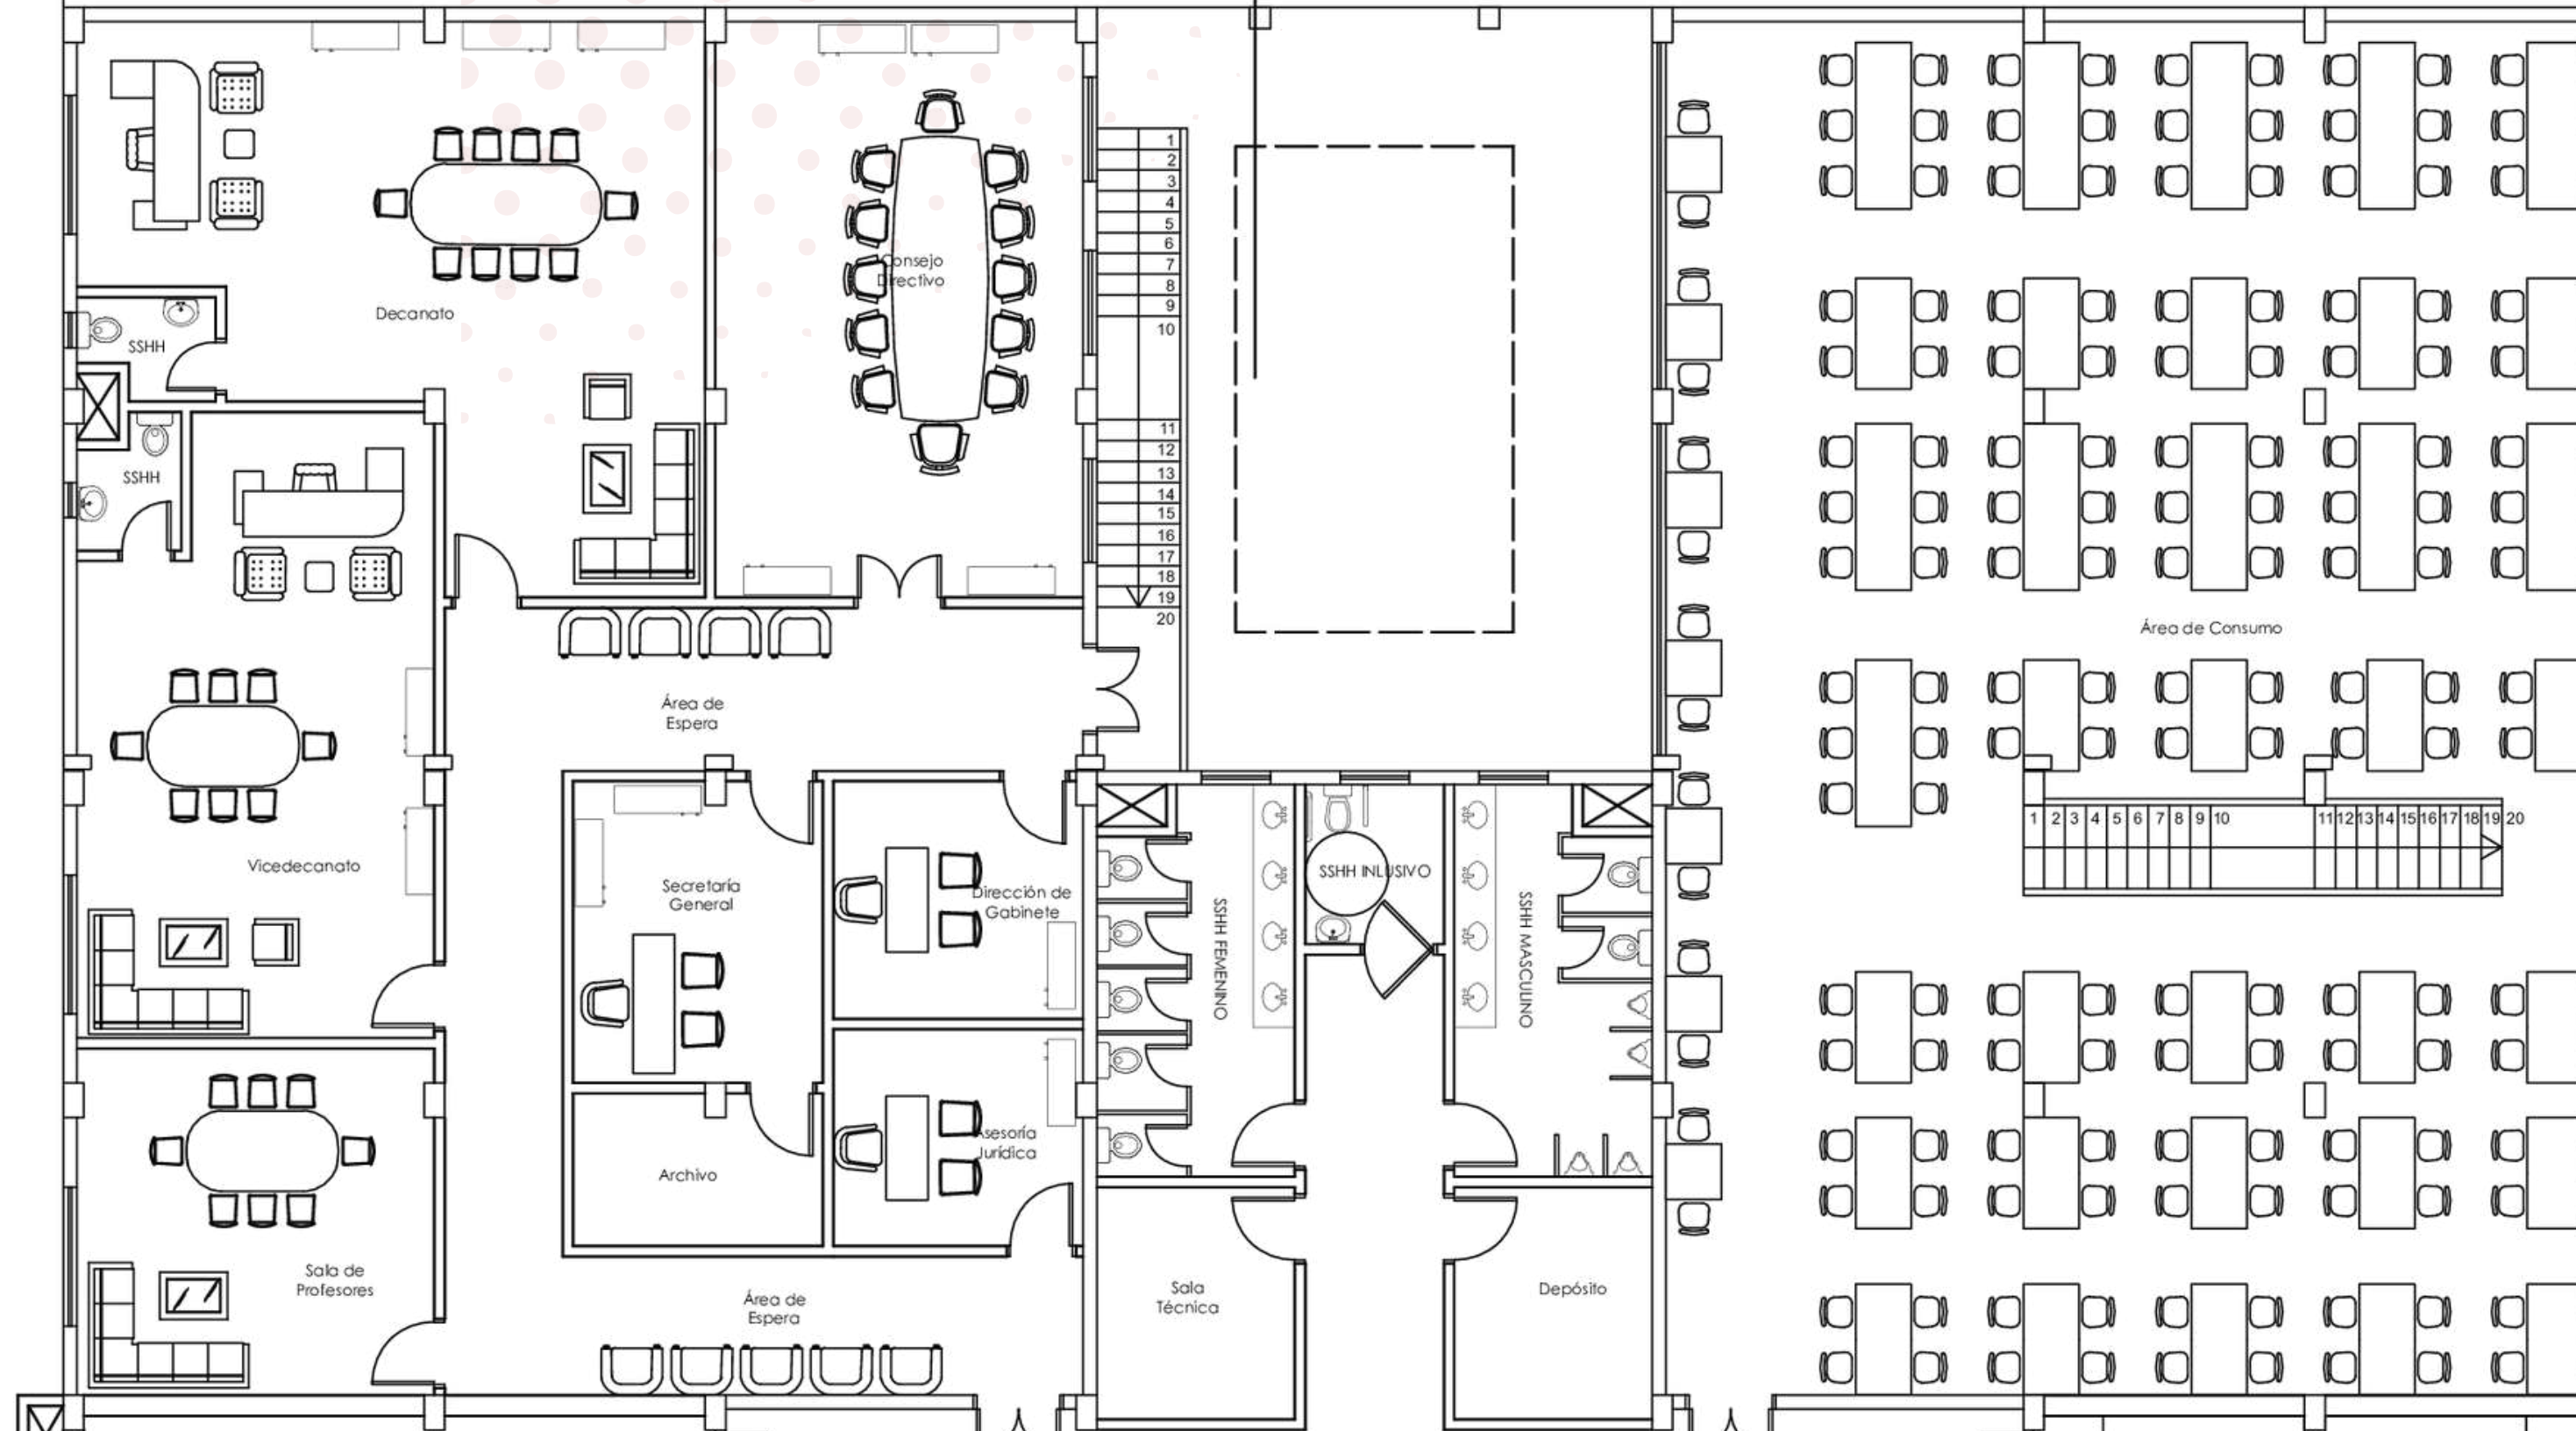 Decanato
Consejo
Directivo
SSHH
SSHH
1
2
3
4
5
6
7
8
9
10
11
12
13
14
15
16
17
18
19
20
Área de
Espera
Vicedecanato
Secretaría
General
Dirección de
Gabinete
Archivo
Asesoría
Jurídica
Sala de
Profesores
Área de
Espera
SSHH FEMENINO
SSHH INLUSIVO
SSHH MASCULINO
Sala
Técnica
Depósito
Área de Consumo
1 2 3 4 5 6 7 8 9 10 11 12 13 14 15 16 17 18 19 20